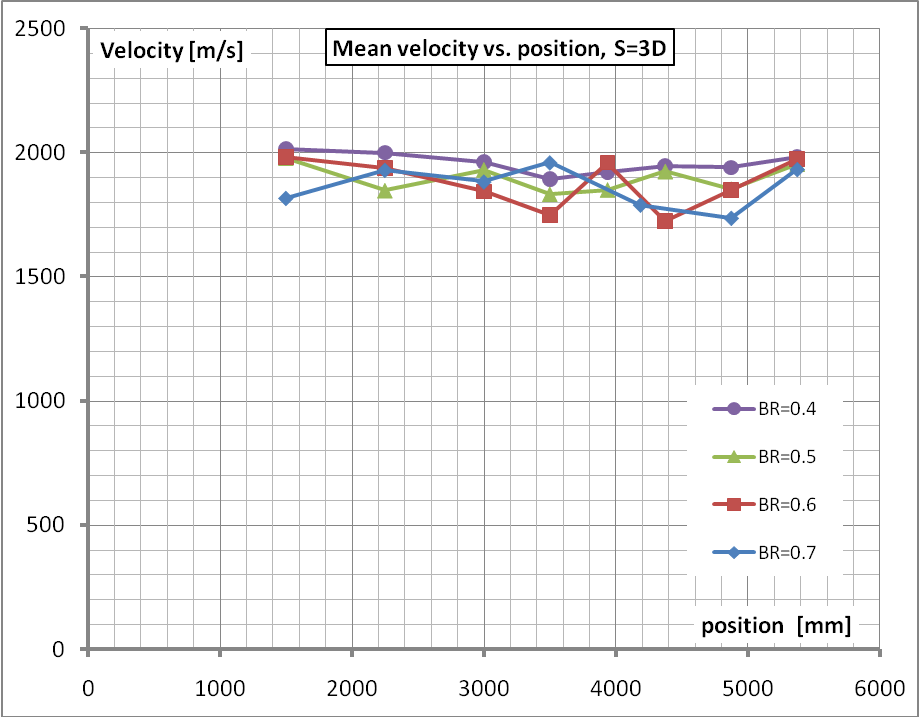 2500
Velocity [m/s]
Mean velocity vs. position, S=3D
2000
1500
1000
500
0
BR=0.4
BR=0.5
BR=0.6
BR=0.7
position [mm]
0 1000 2000 3000 4000 5000 6000